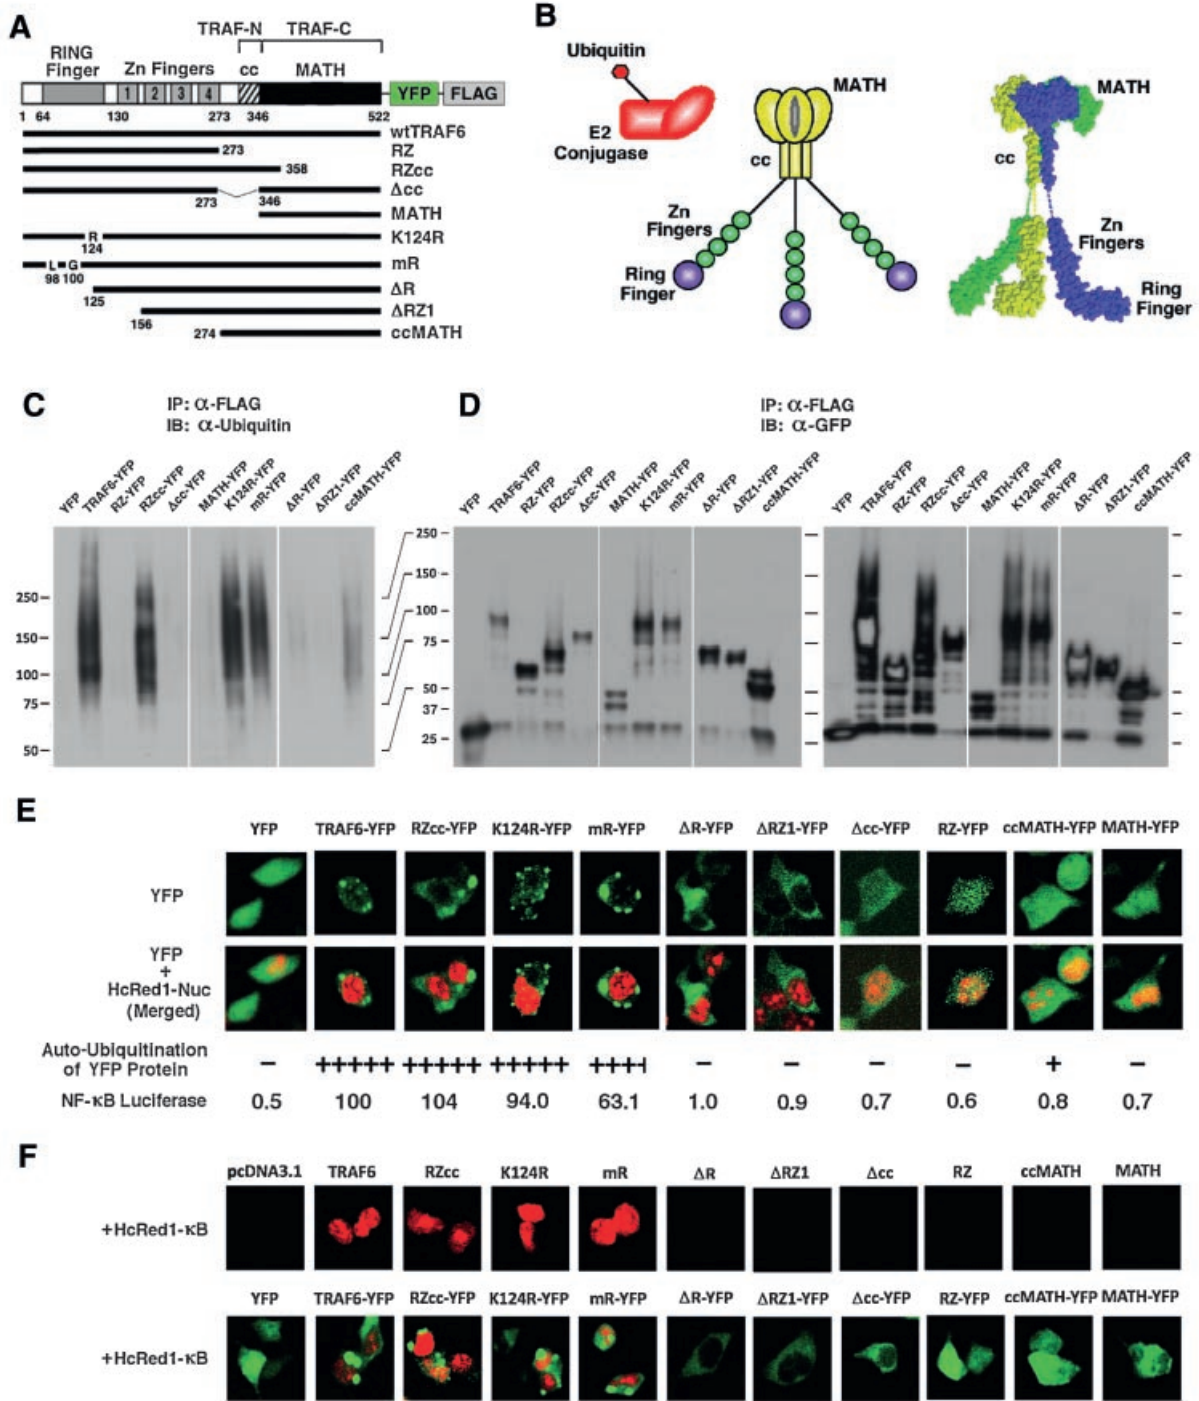 A
TRAF-N TRAF-C
RING Finger Zn Fingers cc MATH
1 2 3 4 YFP FLAG
1 64 130 273 346 522
wtTRAF6
273 RZ
358 RZcc
273 346 Δcc
MATH
R 124 K124R
L G 98 100 mR
125 ΔR
156 ΔRZ1
274 ccMATH
B
Ubiquitin
E2 Conjugase
MATH
cc
Zn Fingers
Ring Finger
MATH
cc
Zn Fingers
Ring Finger
C
IP: α-FLAG
IB: α-Ubiquitin
YFP TRAF6-YFP RZ-YFP RZcc-YFP Δcc-YFP MATH-YFP K124R-YFP mR-YFP ΔR-YFP ΔRZ1-YFP ccMATH-YFP
250
150
100
75
50
D
IP: α-FLAG
IB: α-GFP
YFP TRAF6-YFP RZ-YFP RZcc-YFP Δcc-YFP MATH-YFP K124R-YFP mR-YFP ΔR-YFP ΔRZ1-YFP ccMATH-YFP
250
150
100
75
50
37
25
YFP TRAF6-YFP RZ-YFP RZcc-YFP Δcc-YFP MATH-YFP K124R-YFP mR-YFP ΔR-YFP ΔRZ1-YFP ccMATH-YFP
E
YFP TRAF6-YFP RZcc-YFP K124R-YFP mR-YFP ΔR-YFP ΔRZ1-YFP Δcc-YFP RZ-YFP ccMATH-YFP MATH-YFP
YFP
YFP
+
HcRed1-Nuc
(Merged)
Auto-Ubiquitination
of YFP Protein – +++++ +++++ +++++ ++++ – – – – + –
NF-κB Luciferase 0.5 100 104 94.0 63.1 1.0 0.9 0.7 0.6 0.8 0.7
F
pcDNA3.1 TRAF6 RZcc K124R mR ΔR ΔRZ1 Δcc RZ ccMATH MATH
+HcRed1-κB
YFP TRAF6-YFP RZcc-YFP K124R-YFP mR-YFP ΔR-YFP ΔRZ1-YFP Δcc-YFP RZ-YFP ccMATH-YFP MATH-YFP
+HcRed1-κB